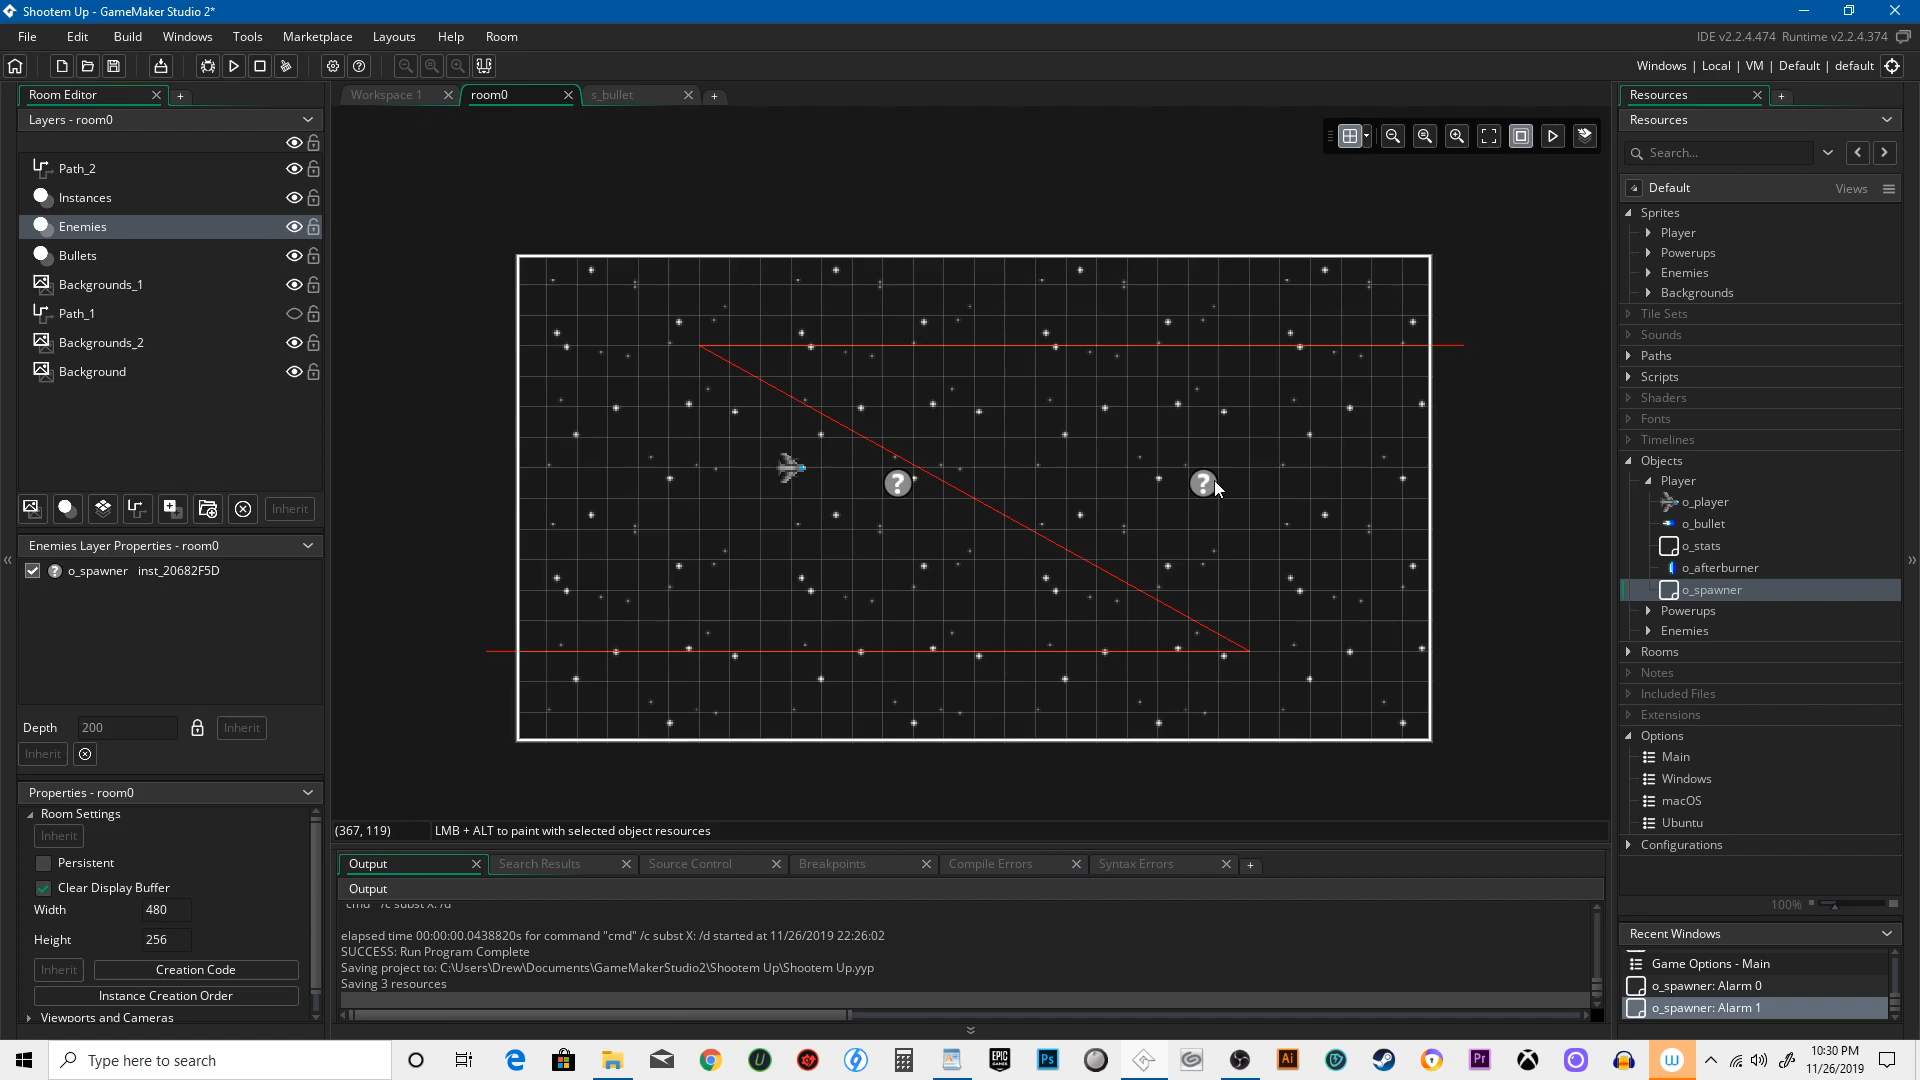 Shootem Up - GameMaker Studio 2*
File Edit Build Windows Tools Marketplace Layouts Help Room
IDE v2.2.4.474 Runtime v2.2.4.374
Windows | Local | VM | Default | default
Room Editor
Layers - room0
Path_2
Instances
Enemies
Bullets
Backgrounds_1
Path_1
Backgrounds_2
Background
Inherit
Enemies Layer Properties - room0
o_spawner inst_20682F5D
Depth 200 Inherit
Inherit
Properties - room0
Room Settings
Inherit
Persistent
Clear Display Buffer
Width 480
Height 256
Inherit Creation Code
Instance Creation Order
Viewports and Cameras
Workspace 1 room0 s_bullet
(367, 119) LMB + ALT to paint with selected object resources
Output Search Results Source Control Breakpoints Compile Errors Syntax Errors
Output
"cmd" /c subst X: /d
elapsed time 00:00:00.0438820s for command "cmd" /c subst X: /d started at 11/26/2019 22:26:02
SUCCESS: Run Program Complete
Saving project to: C:\Users\Drew\Documents\GameMakerStudio2\Shootem Up\Shootem Up.yyp
Saving 3 resources
Resources
Resources
Search...
Default Views
Sprites
Player
Powerups
Enemies
Backgrounds
Tile Sets
Sounds
Paths
Scripts
Shaders
Fonts
Timelines
Objects
Player
o_player
o_bullet
o_stats
o_afterburner
o_spawner
Powerups
Enemies
Rooms
Notes
Included Files
Extensions
Options
Main
Windows
macOS
Ubuntu
Configurations
100%
Recent Windows
Game Options - Main
o_spawner: Alarm 0
o_spawner: Alarm 1
Type here to search
10:30 PM
11/26/2019